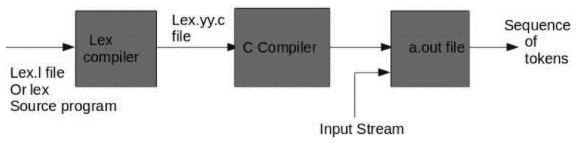 Lex
compiler
Lex.yy.c
file
C Compiler
a.out file
Sequence
of
tokens
Lex.l file
Or lex
Source program
Input Stream